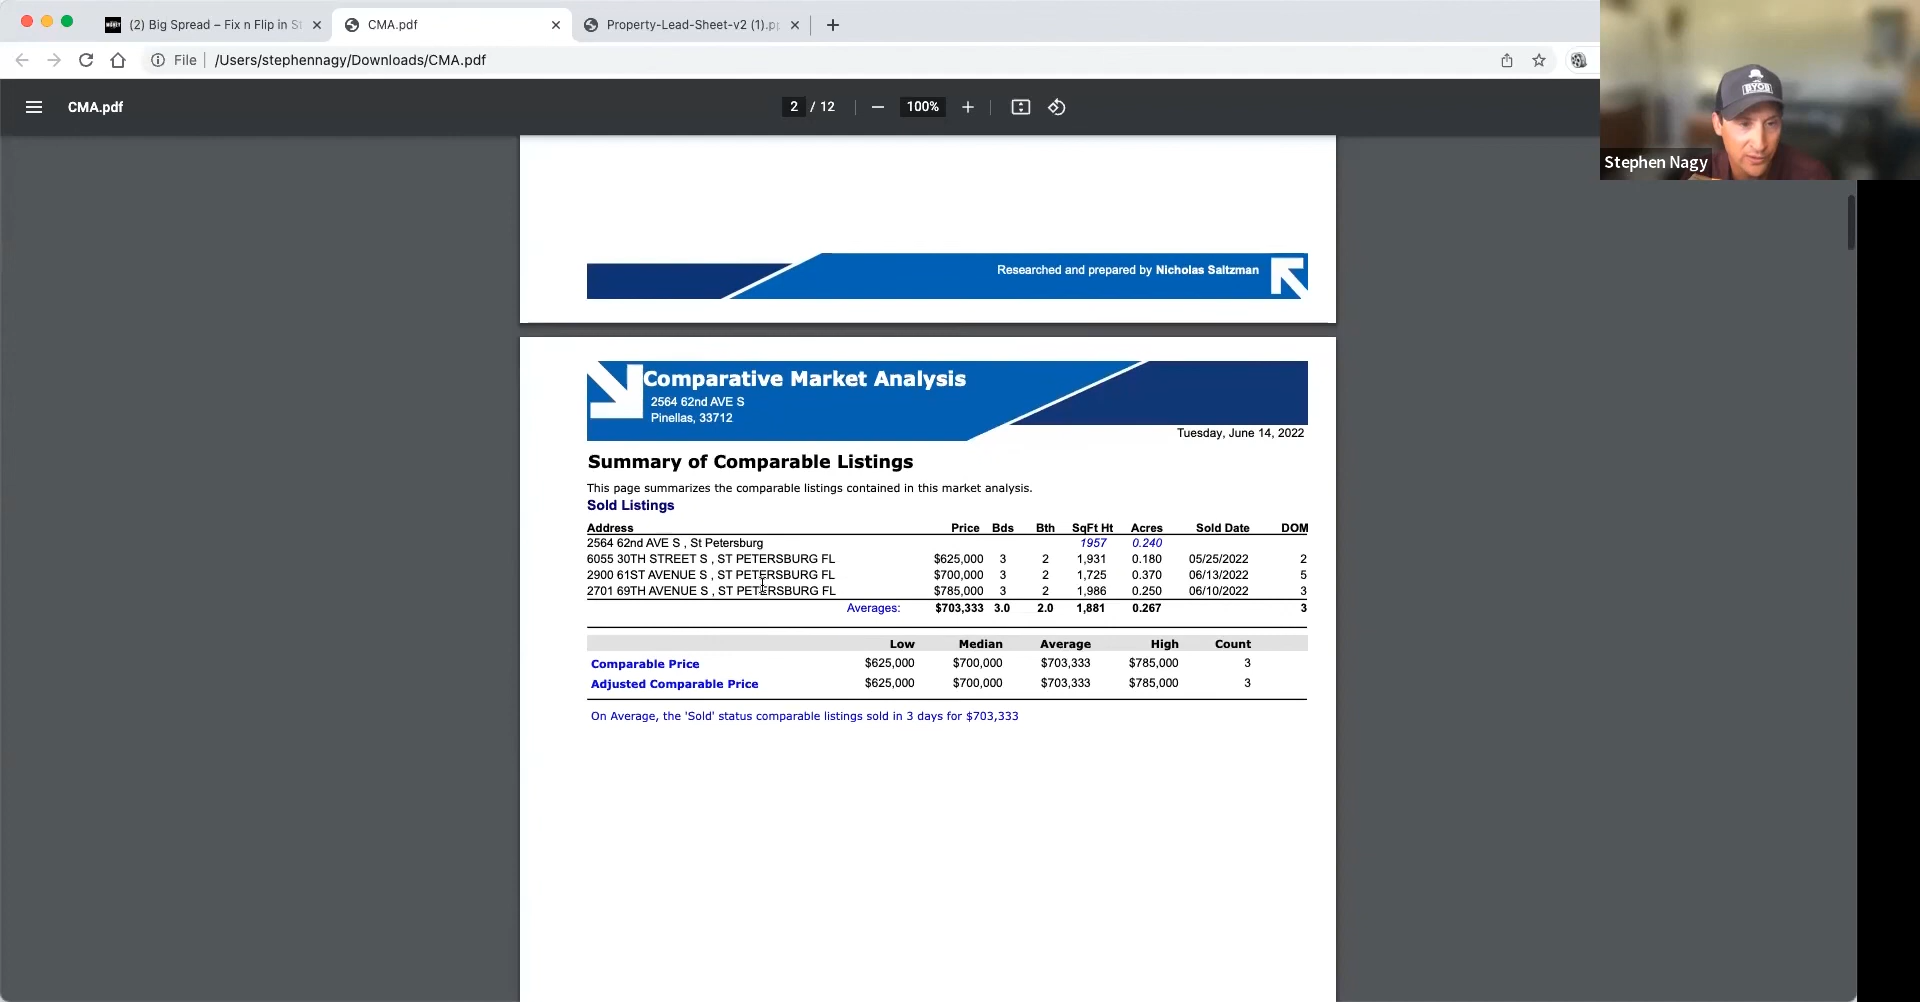 (2) Big Spread – Fix n Flip in St
CMA.pdf
Property-Lead-Sheet-v2 (1).p
File
/Users/stephennagy/Downloads/CMA.pdf
CMA.pdf
2 / 12
100%
RYOB
Stephen Nagy
Researched and prepared by Nicholas Saltzman
Comparative Market Analysis
2564 62nd AVE S
Pinellas, 33712
Tuesday, June 14, 2022
Summary of Comparable Listings
This page summarizes the comparable listings contained in this market analysis.
Sold Listings
Address Price Bds Bth SqFt Ht Acres Sold Date DOM
2564 62nd AVE S , St Petersburg 1957 0.240
6055 30TH STREET S , ST PETERSBURG FL $625,000 3 2 1,931 0.180 05/25/2022 2
2900 61ST AVENUE S , ST PETERSBURG FL $700,000 3 2 1,725 0.370 06/13/2022 5
2701 69TH AVENUE S , ST PETERSBURG FL $785,000 3 2 1,986 0.250 06/10/2022 3
Averages: $703,333 3.0 2.0 1,881 0.267 3
Low Median Average High Count
Comparable Price $625,000 $700,000 $703,333 $785,000 3
Adjusted Comparable Price $625,000 $700,000 $703,333 $785,000 3
On Average, the 'Sold' status comparable listings sold in 3 days for $703,333